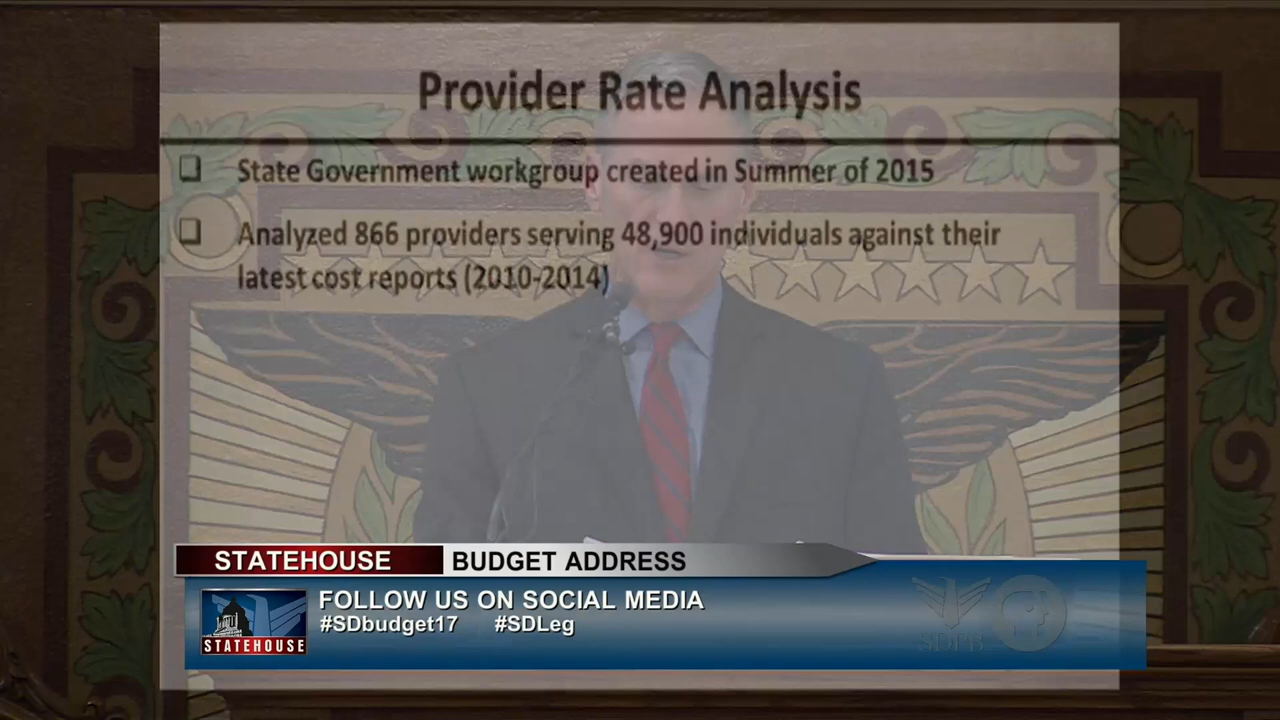 Provider Rate Analysis
State Government workgroup created in Summer of 2015
Analyzed 866 providers serving 48,900 individuals against their
latest cost reports (2010-2014)
STATEHOUSE BUDGET ADDRESS
FOLLOW US ON SOCIAL MEDIA
#SDbudget17 #SDLeg
STATEHOUSE
SDPB